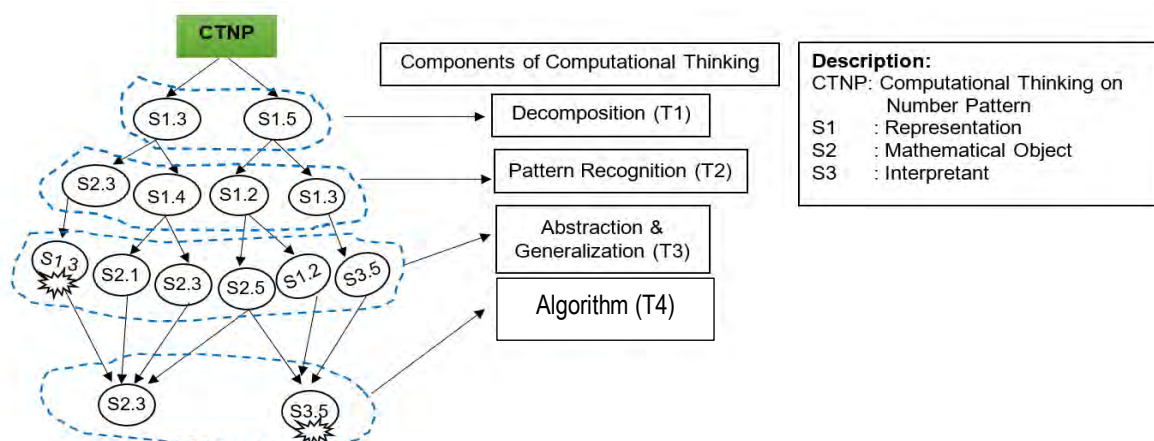 CTNP
Components of Computational Thinking
Description:
CTNP: Computational Thinking on
Number Pattern
S1 : Representation
S2 : Mathematical Object
S3 : Interpretant
S1.3
S1.5
Decomposition (T1)
S2.3
S1.4
S1.2
S1.3
Pattern Recognition (T2)
Abstraction &
Generalization (T3)
S1.3
S2.1
S2.3
S2.5
S1.2
S3.5
Algorithm (T4)
S2.3
S3.5